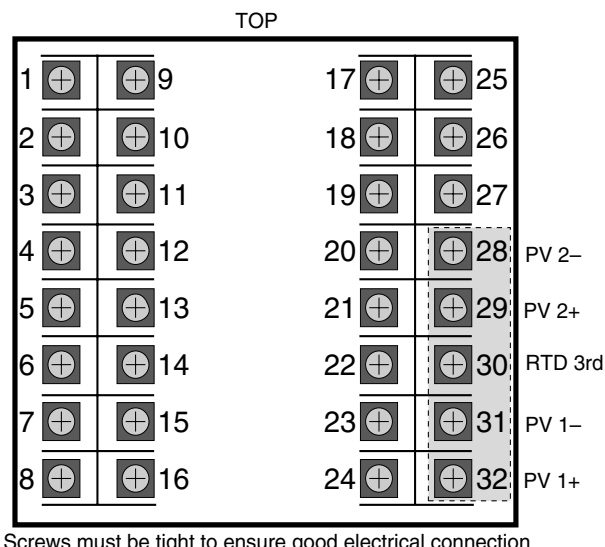 TOP
1 9 17 25
2 10 18 26
3 11 19 27
4 12 20 28 PV 2–
5 13 21 29 PV 2+
6 14 22 30 RTD 3rd
7 15 23 31 PV 1–
8 16 24 32 PV 1+
Screws must be tight to ensure good electrical connection